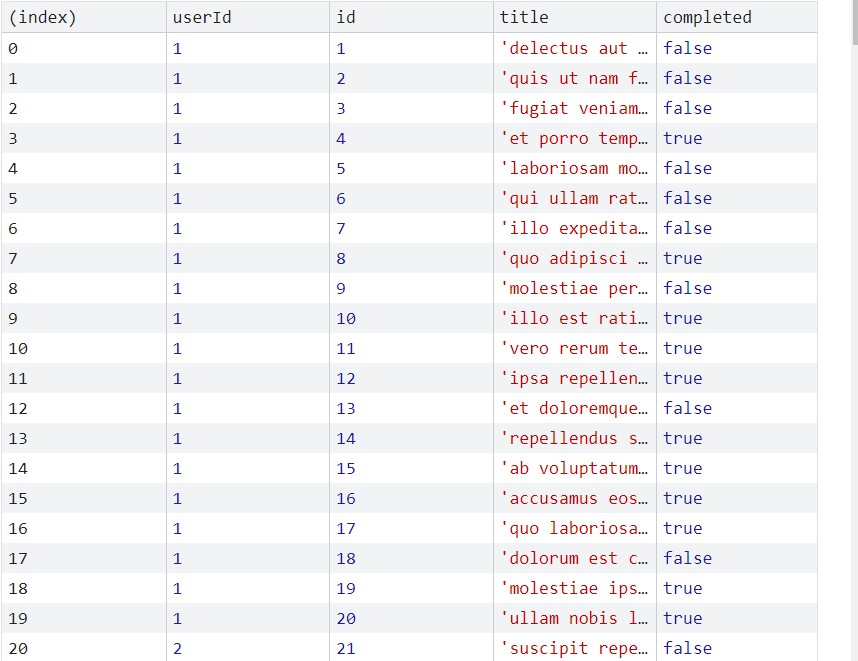 (index) userId id title completed
0 1 1 'delectus aut … false
1 1 2 'quis ut nam f… false
2 1 3 'fugiat veniam… false
3 1 4 'et porro temp… true
4 1 5 'laboriosam mo… false
5 1 6 'qui ullam rat… false
6 1 7 'illo expedita… false
7 1 8 'quo adipisci … true
8 1 9 'molestiae per… false
9 1 10 'illo est rati… true
10 1 11 'vero rerum te… true
11 1 12 'ipsa repellen… true
12 1 13 'et doloremque… false
13 1 14 'repellendus s… true
14 1 15 'ab voluptatum… true
15 1 16 'accusamus eos… true
16 1 17 'quo laboriosa… true
17 1 18 'dolorum est c… false
18 1 19 'molestiae ips… true
19 1 20 'ullam nobis l… true
20 2 21 'suscipit repe… false